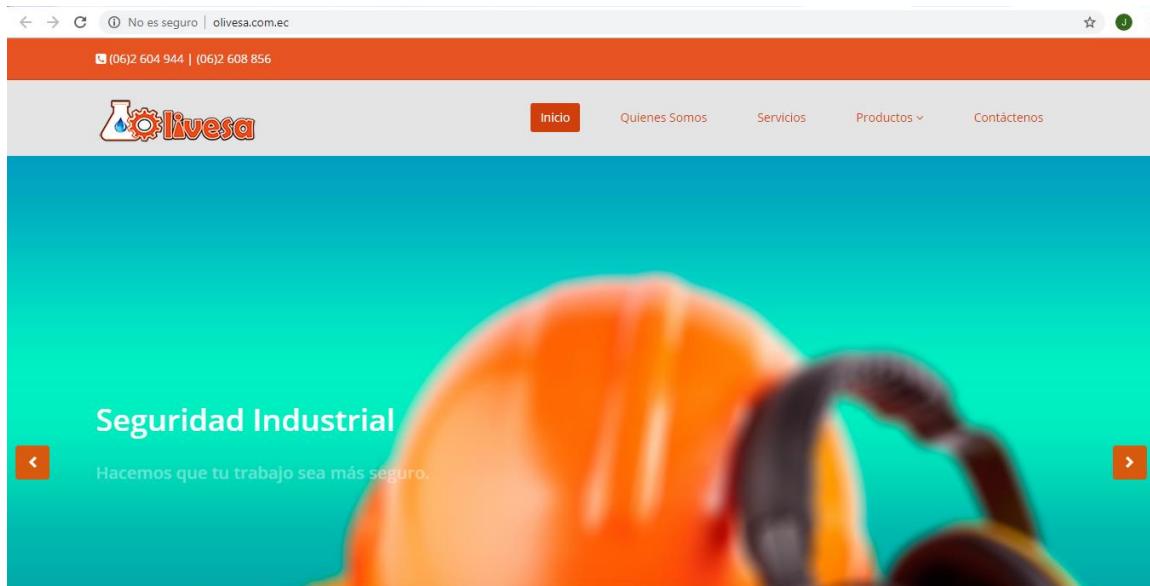 No es seguro | olivesa.com.ec
J
(06)2 604 944 | (06)2 608 856
Olivesa
Inicio
Quienes Somos
Servicios
Productos
Contáctenos
Seguridad Industrial
Hacemos que tu trabajo sea más seguro.